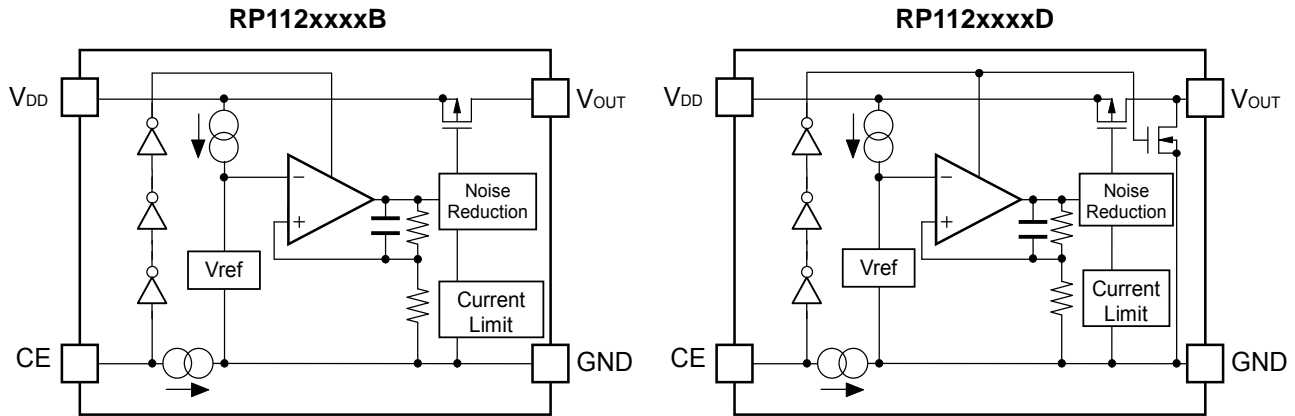 RP112xxxxB
VDD
VOUT
−
+
Noise
Reduction
Vref
Current
Limit
CE
GND
RP112xxxxD
VDD
VOUT
−
+
Noise
Reduction
Vref
Current
Limit
CE
GND